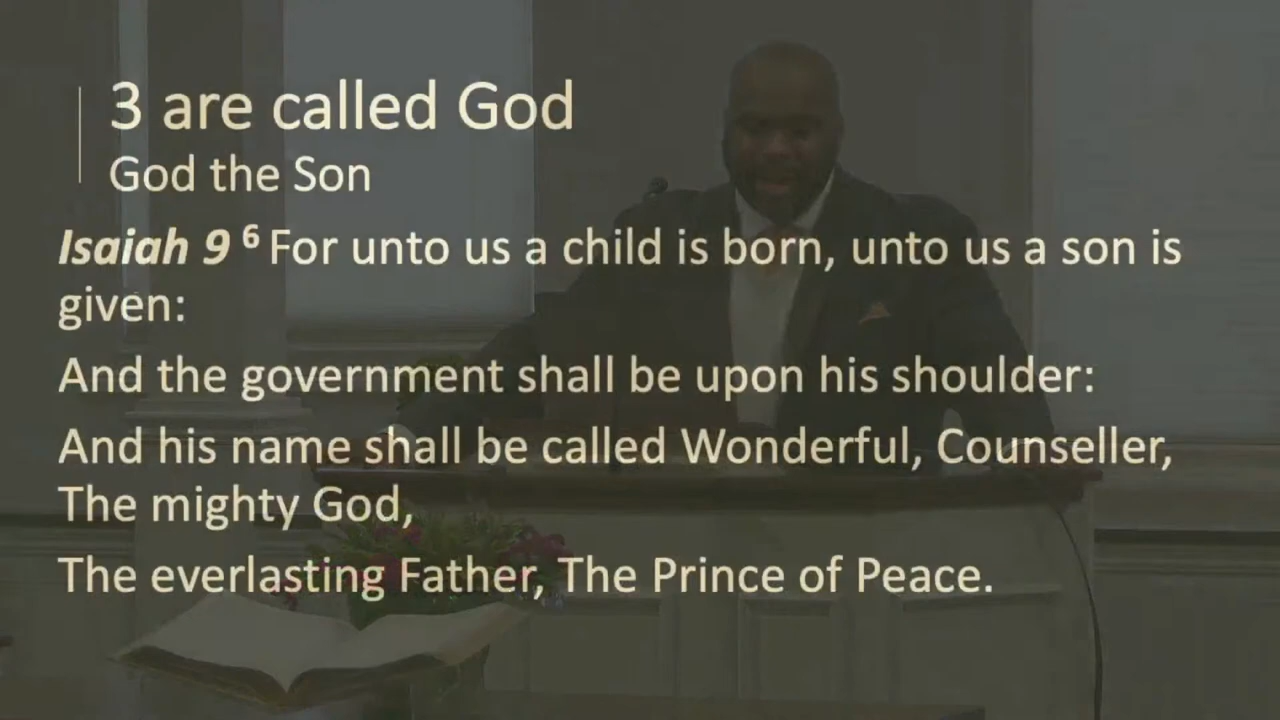 3 are called God
God the Son
Isaiah 9 6 For unto us a child is born, unto us a son is
given:
And the government shall be upon his shoulder:
And his name shall be called Wonderful, Counseller,
The mighty God,
The everlasting Father, The Prince of Peace.